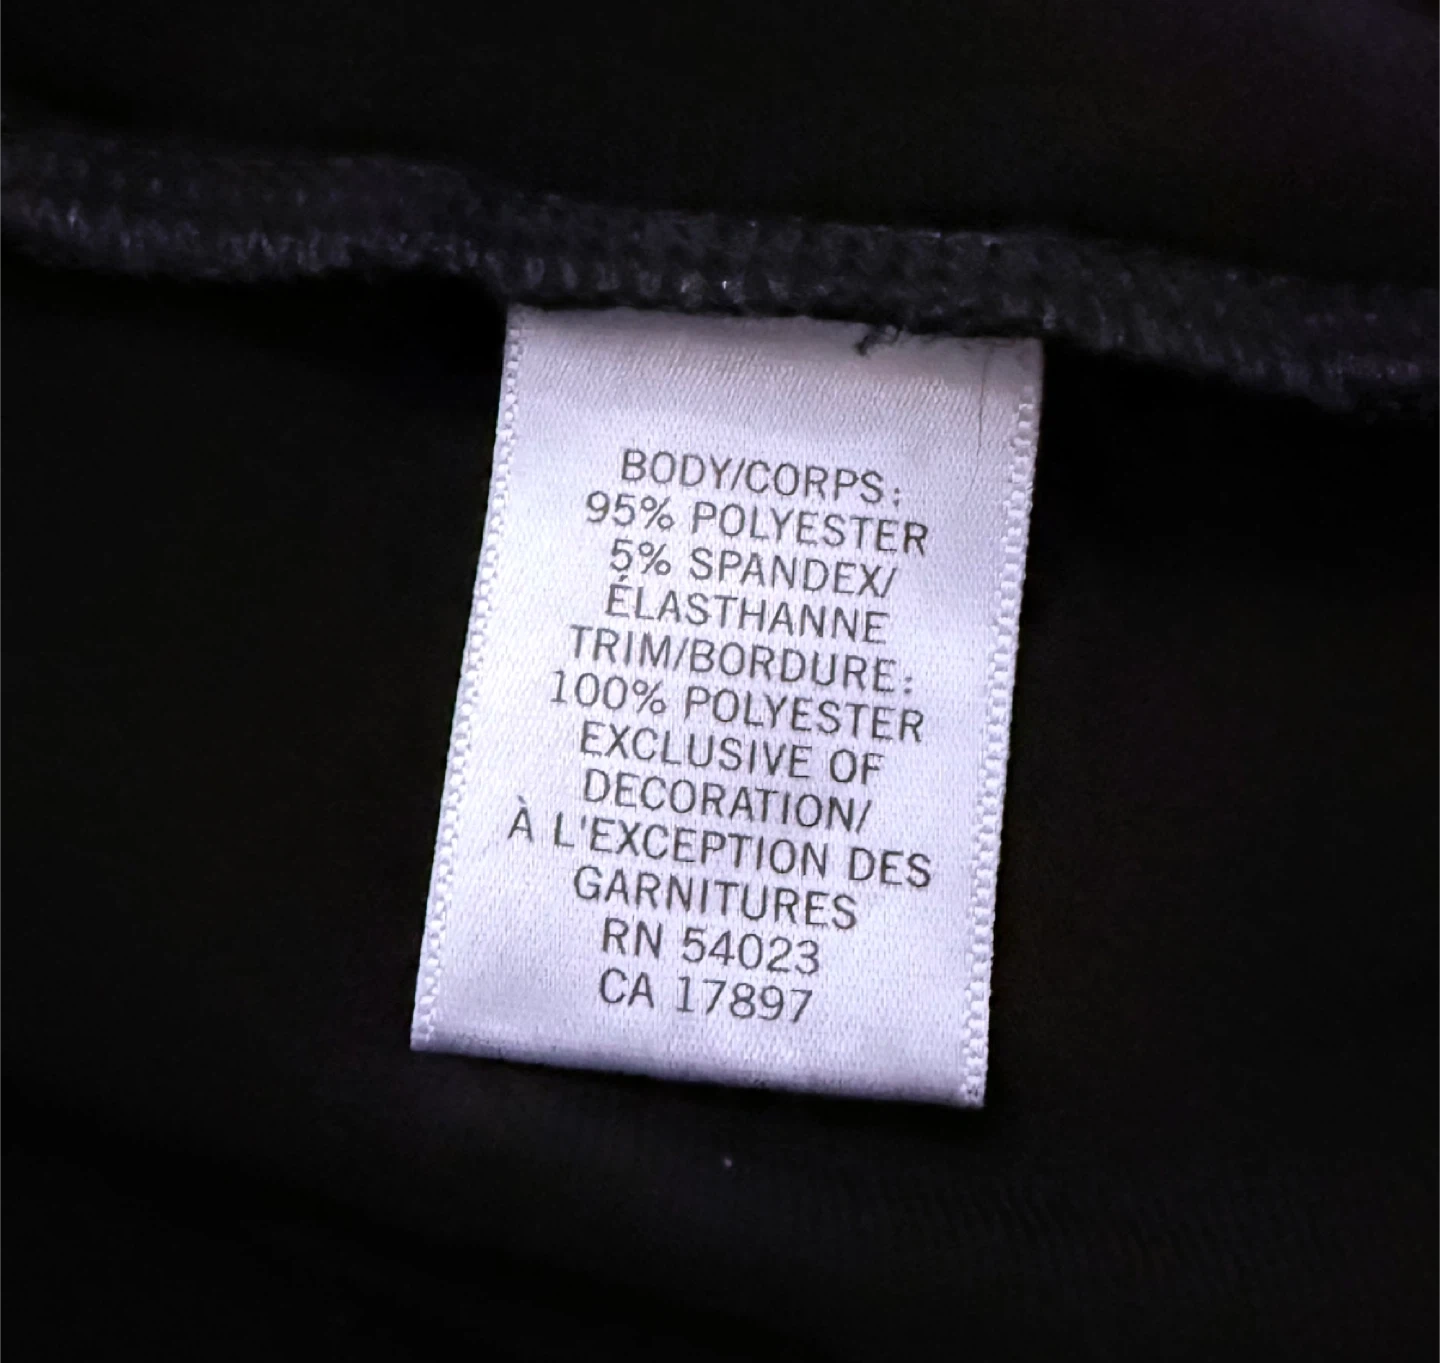 BODY/CORPS:
95% POLYESTER
5% SPANDEX/
ÉLASTHANNE
TRIM/BORDURE:
100% POLYESTER
EXCLUSIVE OF
DECORATION/
À L'EXCEPTION DES
GARNITURES
RN 54023
CA 17897